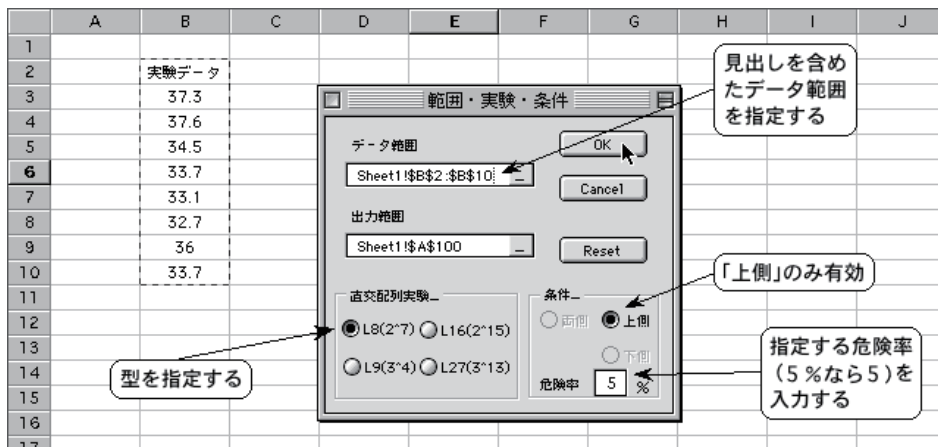 A B C D E F G H I J
1
2 実験データ
3 37.3
4 37.6
5 34.5
6 33.7
7 33.1
8 32.7
9 36
10 33.7
11
12
13
14
15
16
17
範囲・実験・条件
データ範囲
Sheet1!$B$2:$B$10
出力範囲
Sheet1!$A$100
OK
Cancel
Reset
直交配列実験
L8(2^7) L16(2^15)
L9(3^4) L27(3^13)
条件
両側 上側
下側
危険率 5 %
見出しを含め
たデータ範囲
を指定する
「上側」のみ有効
型を指定する
指定する危険率
(5%なら5)を
入力する